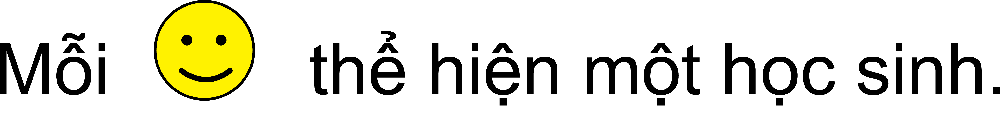 Mỗi thể hiện một học sinh.